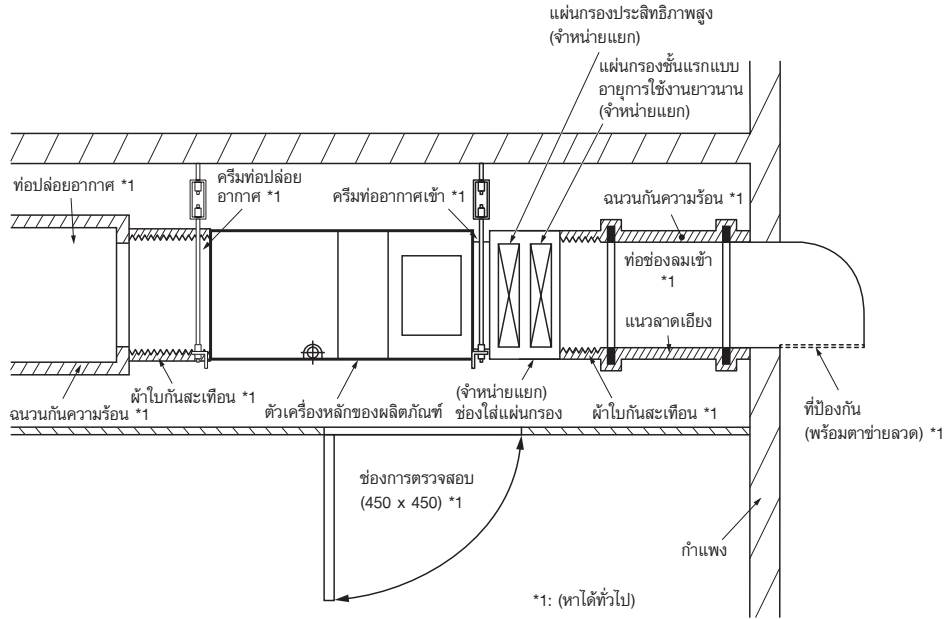 แผ่นกรองประสิทธิภาพสูง
(จำหน่ายแยก)
แผ่นกรองชั้นแรกแบบ
อายุการใช้งานยาวนาน
(จำหน่ายแยก)
ท่อปล่อยอากาศ *1
ครีมท่อปล่อย
อากาศ *1
ครีมท่ออากาศเข้า *1
ฉนวนกันความร้อน *1
ท่อช่องลมเข้า
*1
แนวลาดเอียง
ฉนวนกันความร้อน *1
ผ้าใบกันสะเทือน *1
ตัวเครื่องหลักของผลิตภัณฑ์
(จำหน่ายแยก)
ช่องใส่แผ่นกรอง
ผ้าใบกันสะเทือน *1
ที่ป้องกัน
(พร้อมตาข่ายลวด) *1
ช่องการตรวจสอบ
(450 x 450) *1
กำแพง
*1: (หาได้ทั่วไป)